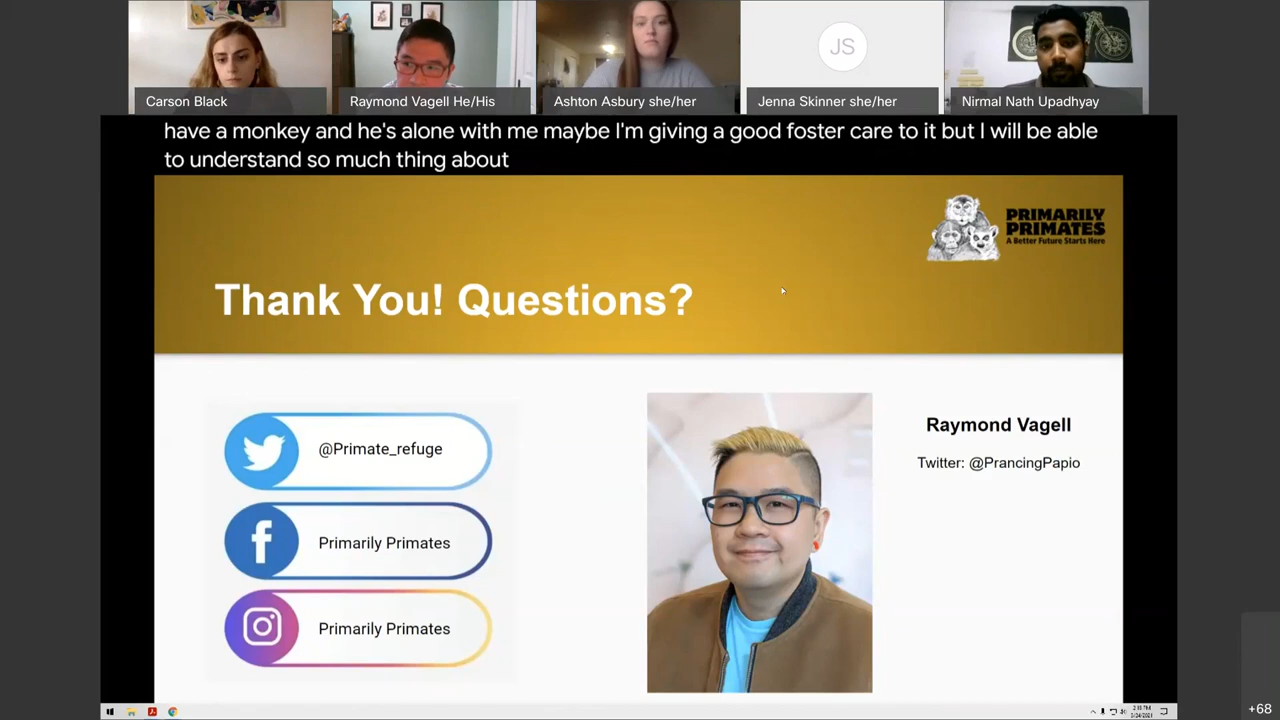 JS
Carson Black
Raymond Vagell He/His
Ashton Asbury she/her
Jenna Skinner she/her
Nirmal Nath Upadhyay
have a monkey and he's alone with me maybe I'm giving a good foster care to it but I will be able
to understand so much thing about
PRIMARILY
PRIMATES
A Better Future Starts Here
Thank You! Questions?
@Primate_refuge
Primarily Primates
Primarily Primates
Raymond Vagell
Twitter: @PrancingPapio
+68